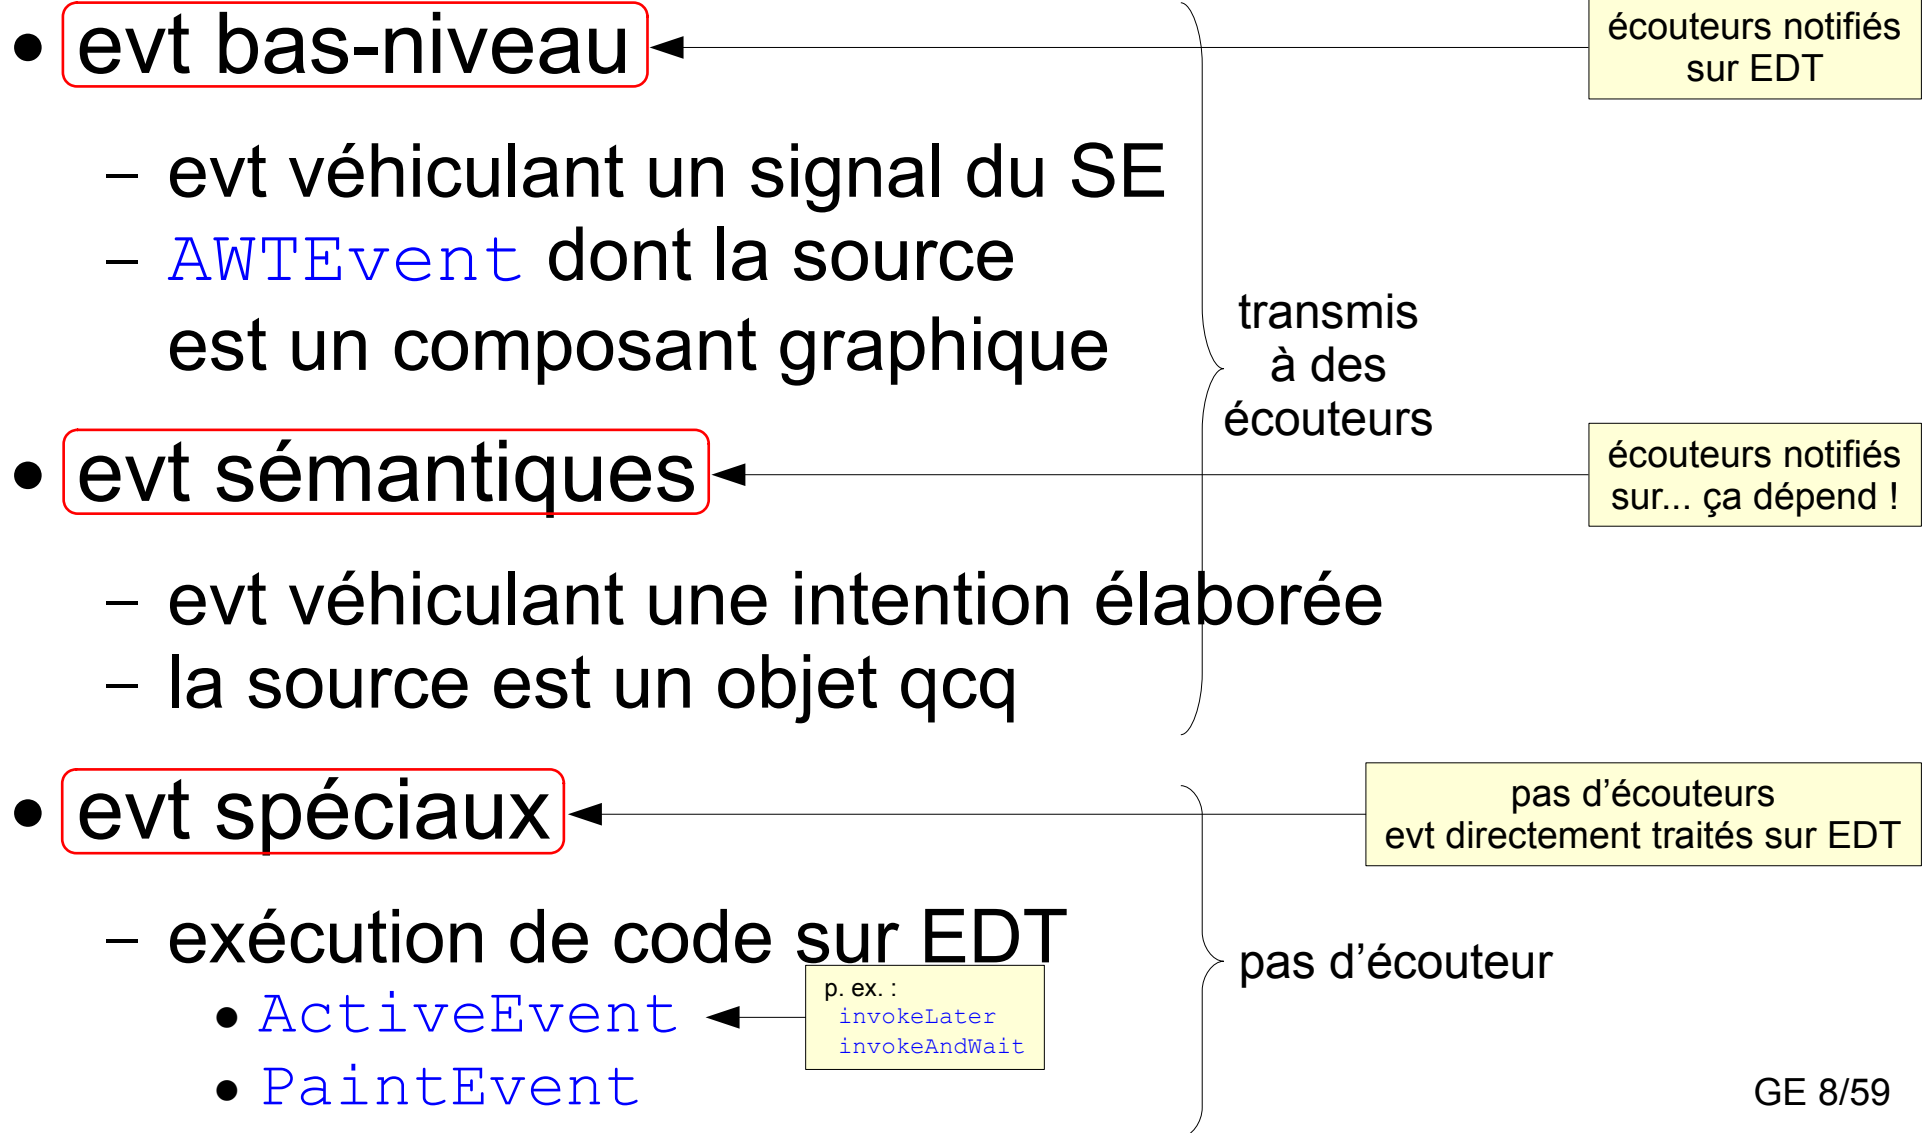 • evt bas-niveau
écouteurs notifiés
sur EDT
– evt véhiculant un signal du SE
– AWTEvent dont la source
est un composant graphique
transmis
à des
écouteurs
• evt sémantiques
écouteurs notifiés
sur... ça dépend !
– evt véhiculant une intention élaborée
– la source est un objet qcq
• evt spéciaux
pas d’écouteurs
evt directement traités sur EDT
– exécution de code sur EDT
pas d’écouteur
• ActiveEvent
p. ex. :
invokeLater
invokeAndWait
• PaintEvent
GE 8/59